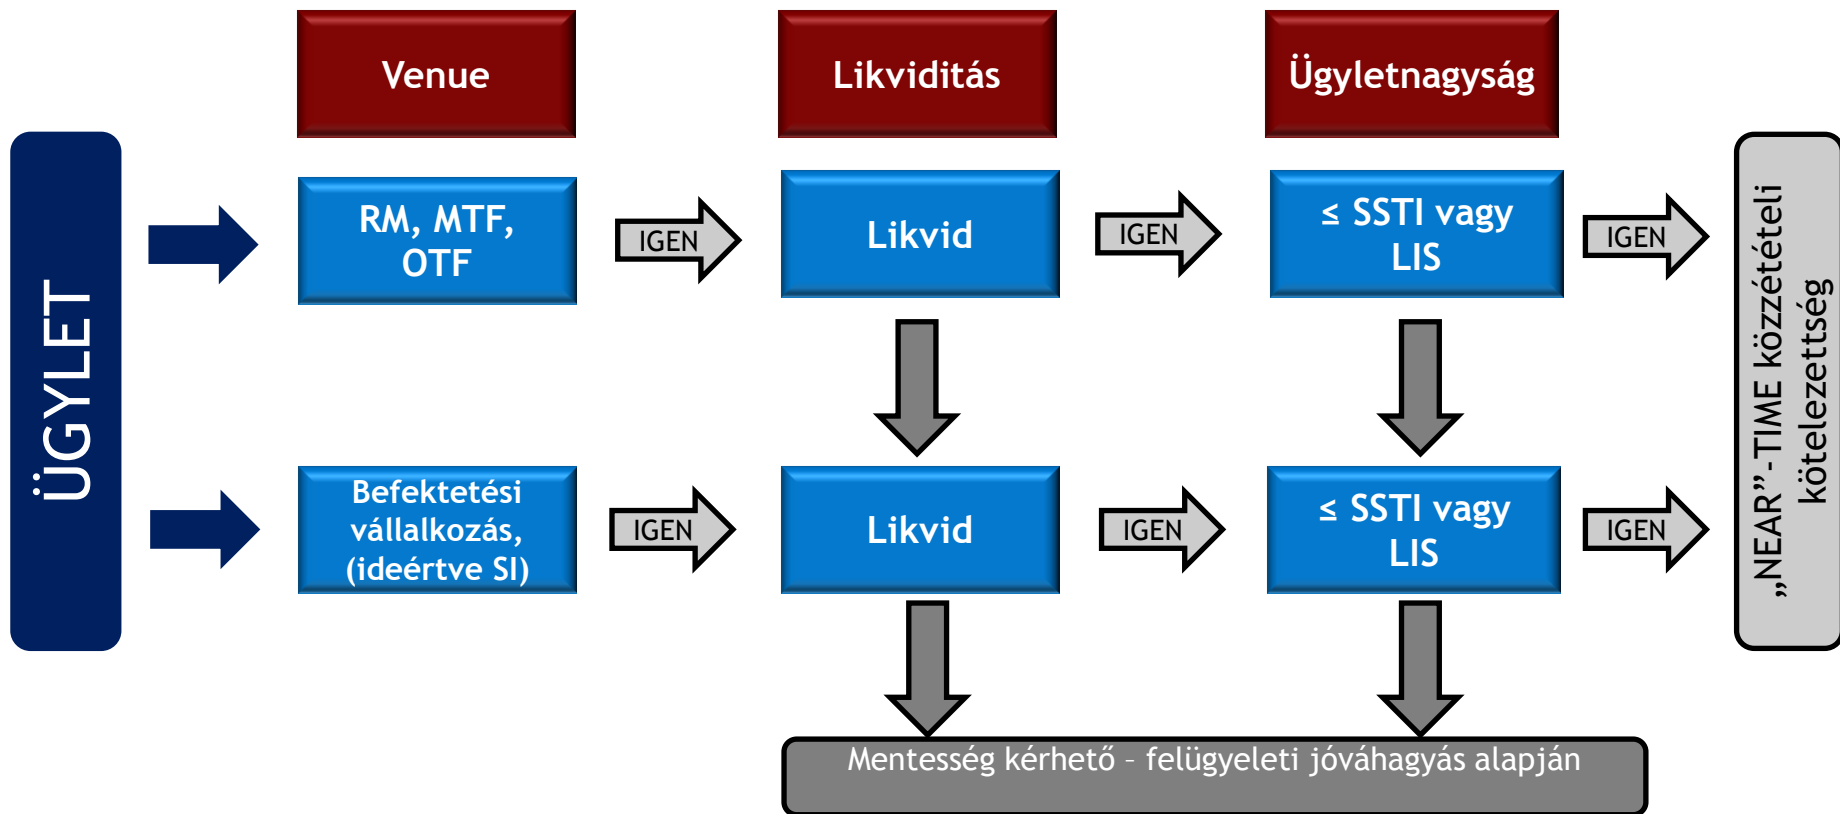 Venue
Likviditás
Ügyletnagyság
ÜGYLET
RM, MTF,
OTF
IGEN
Likvid
IGEN
≤ SSTI vagy
LIS
IGEN
Befektetési
vállalkozás,
(ideértve SI)
IGEN
Likvid
IGEN
≤ SSTI vagy
LIS
IGEN
„NEAR”-TIME közzétételi
kötelezettség
Mentesség kérhető – felügyeleti jóváhagyás alapján